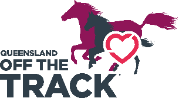 QUEENSLAND
OFF THE
TRACK